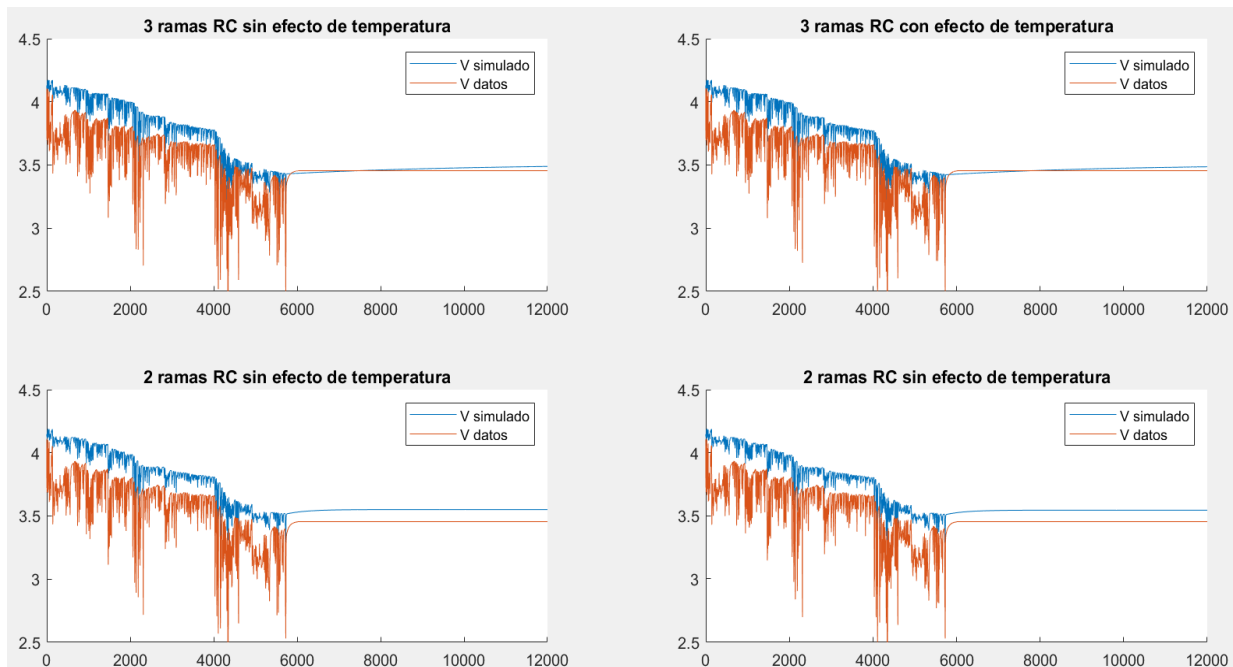 3 ramas RC sin efecto de temperatura
4.5
4
3.5
3
2.5
0 2000 4000 6000 8000 10000 12000
V simulado
V datos
3 ramas RC con efecto de temperatura
4.5
4
3.5
3
2.5
0 2000 4000 6000 8000 10000 12000
V simulado
V datos
2 ramas RC sin efecto de temperatura
4.5
4
3.5
3
2.5
0 2000 4000 6000 8000 10000 12000
V simulado
V datos
2 ramas RC sin efecto de temperatura
4.5
4
3.5
3
2.5
0 2000 4000 6000 8000 10000 12000
V simulado
V datos